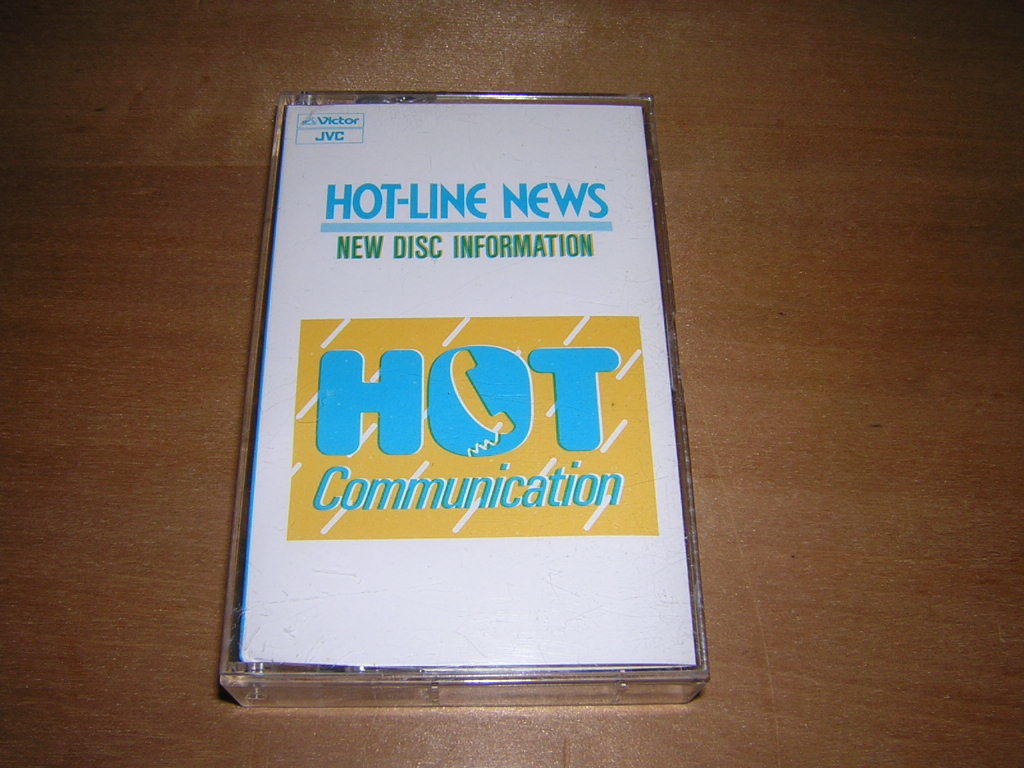 Victor
JVC
HOT-LINE NEWS
NEW DISC INFORMATION
HOT
Communication